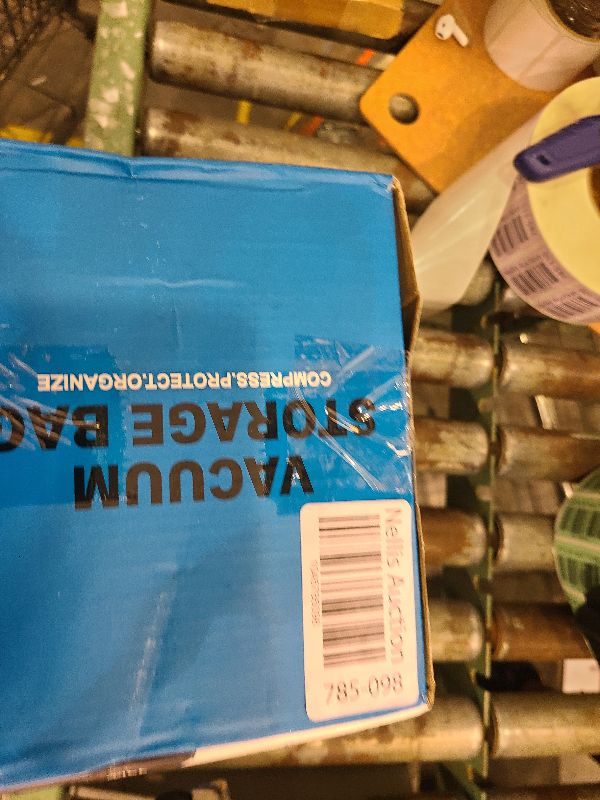 VACUUM
STORAGE BAG
COMPRESS.PROTECT.ORGANIZE
Nellis Auction
785-098